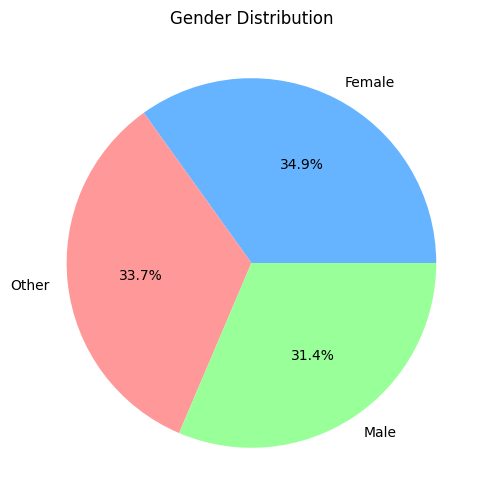 Gender Distribution
Female
34.9%
33.7%
Other
31.4%
Male